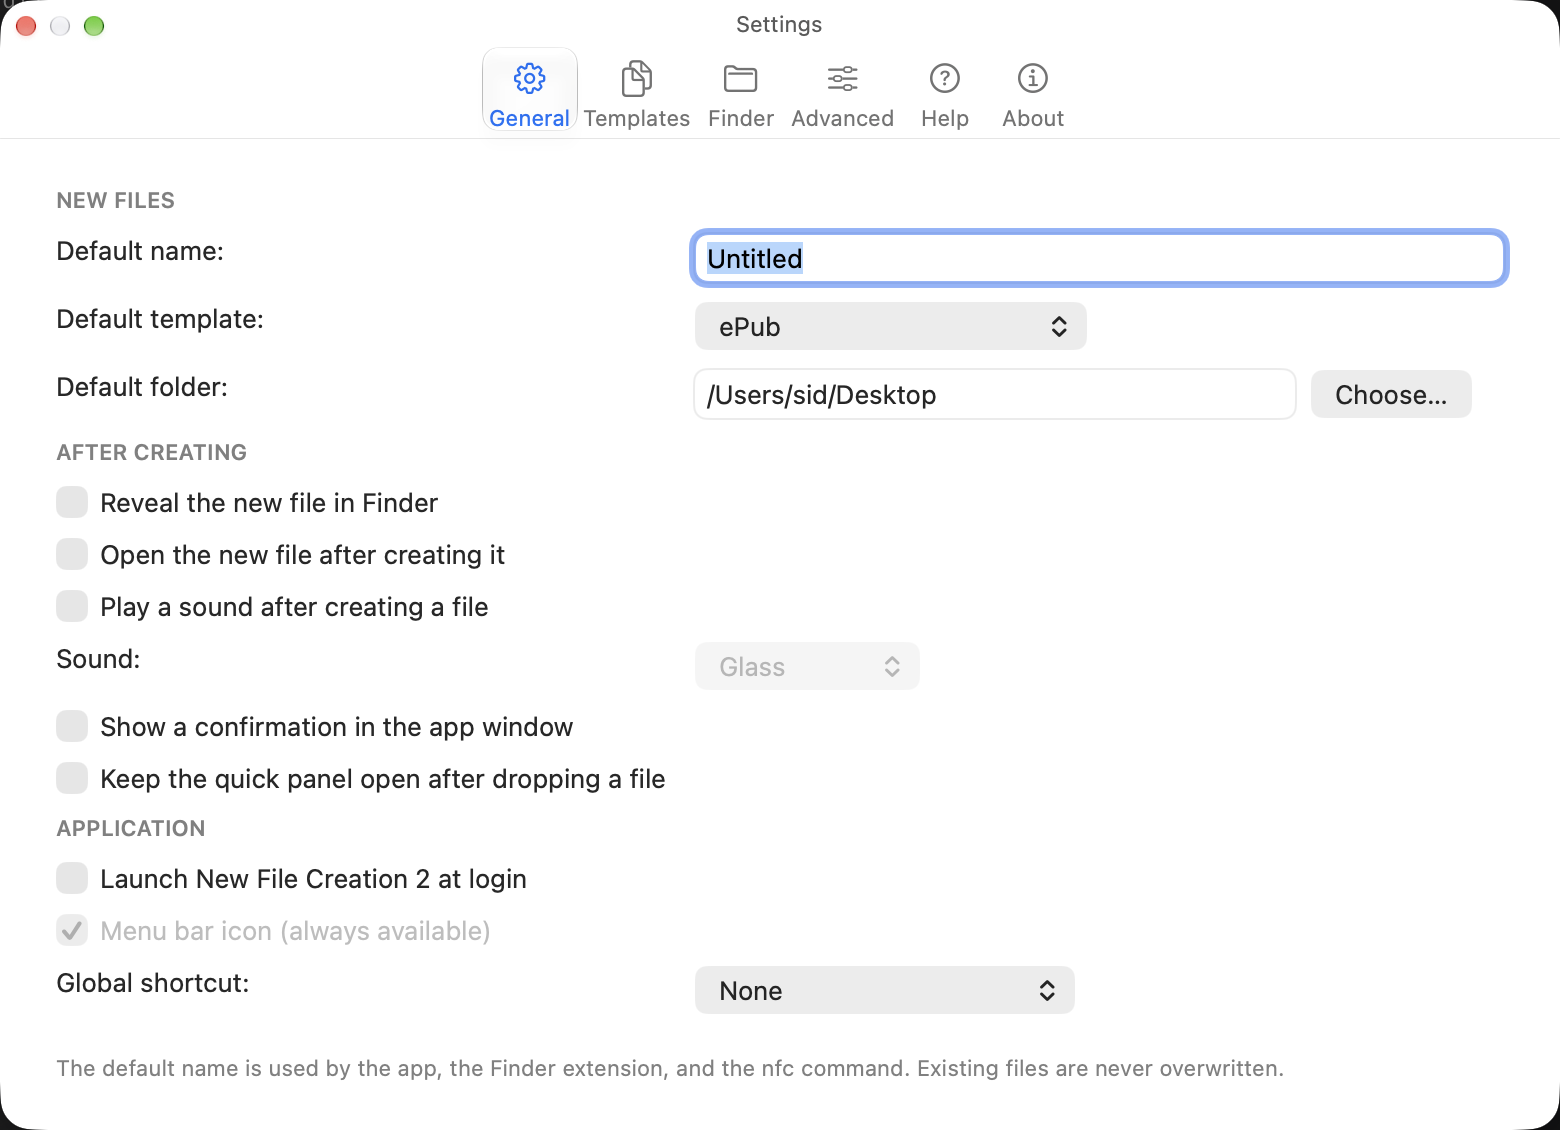 Settings
General
Templates
Finder
Advanced
Help
About
NEW FILES
Default name:
Untitled
Default template:
ePub
Default folder:
/Users/sid/Desktop
Choose...
AFTER CREATING
Reveal the new file in Finder
Open the new file after creating it
Play a sound after creating a file
Sound:
Glass
Show a confirmation in the app window
Keep the quick panel open after dropping a file
APPLICATION
Launch New File Creation 2 at login
Menu bar icon (always available)
Global shortcut:
None
The default name is used by the app, the Finder extension, and the nfc command. Existing files are never overwritten.